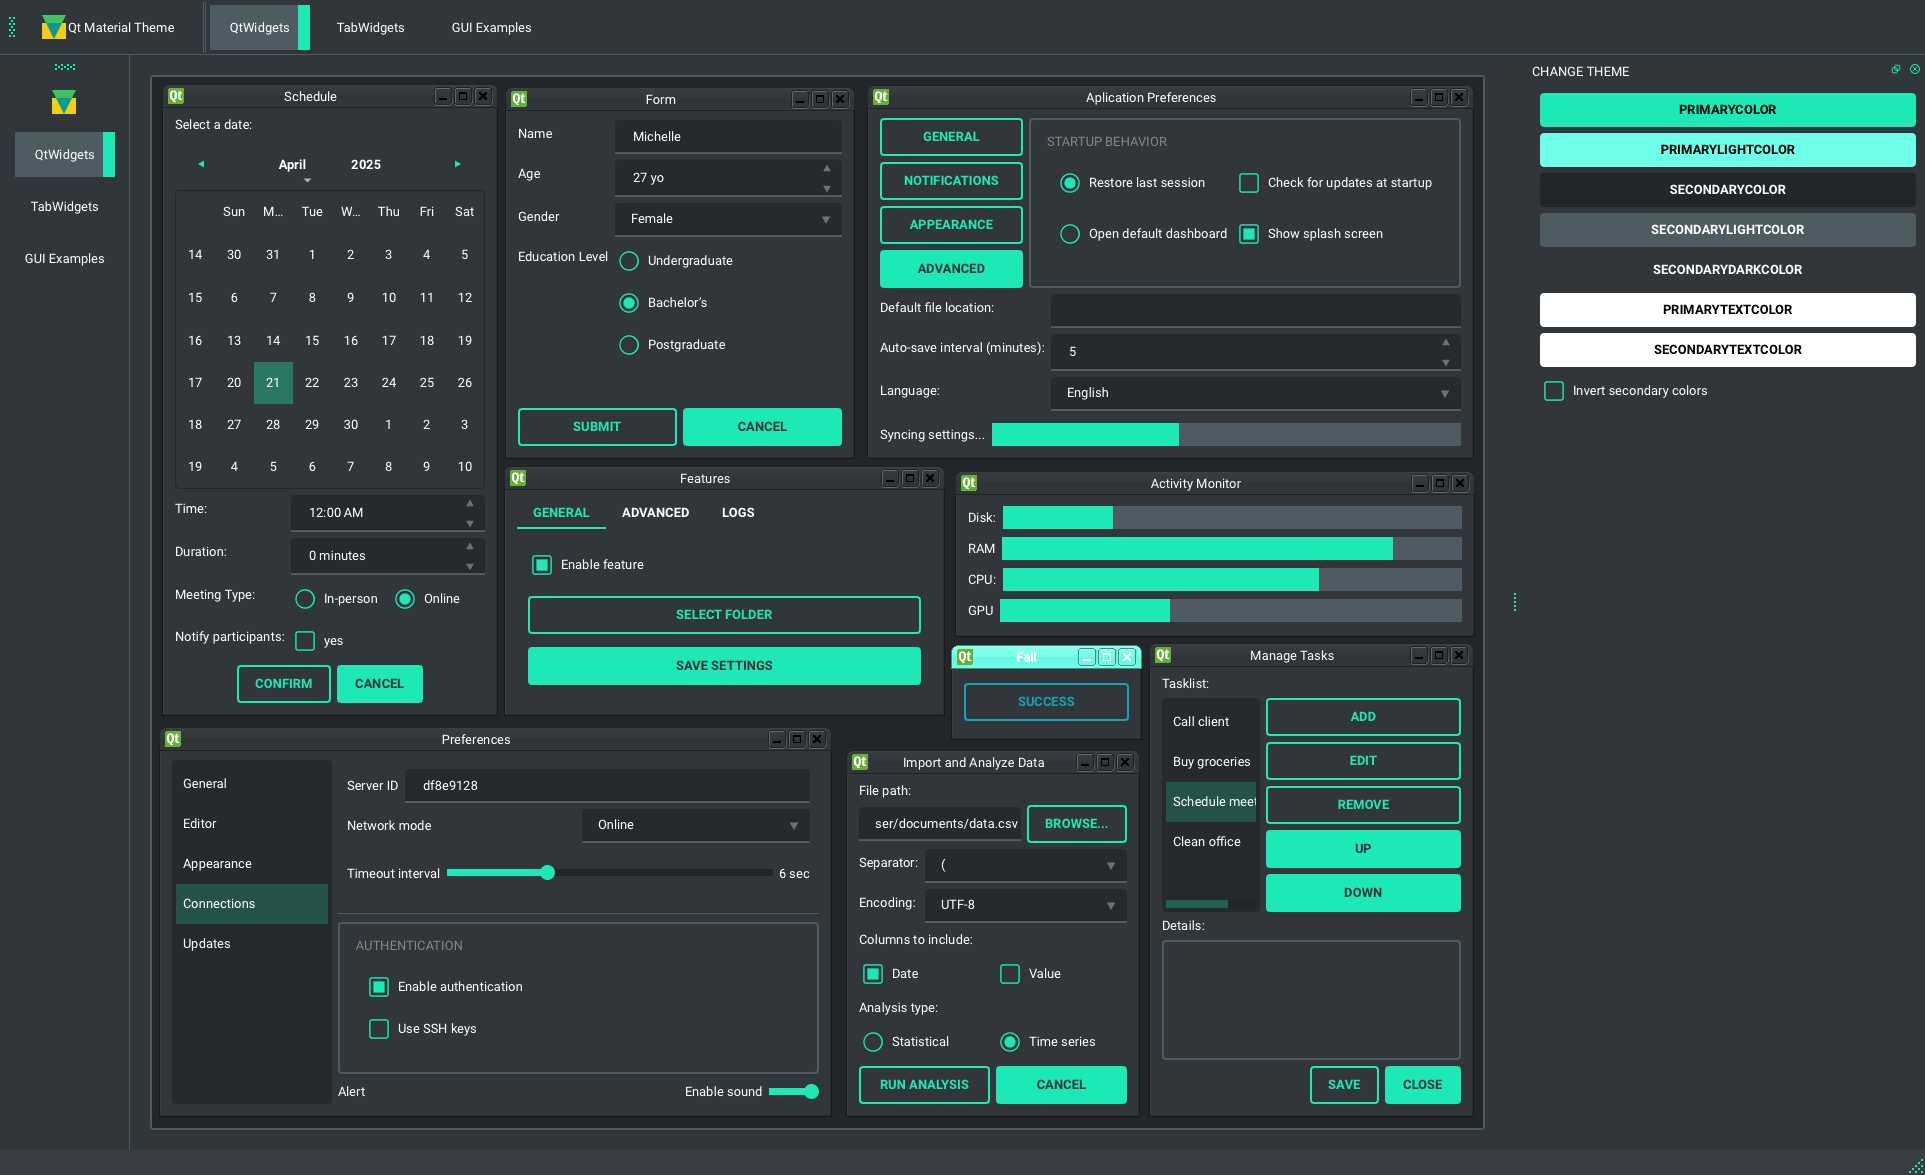 Qt Material Theme
QtWidgets
TabWidgets
GUI Examples
QtWidgets
TabWidgets
GUI Examples
Qt Schedule
Select a date:
April 2025
Sun M... Tue W... Thu Fri Sat
14 30 31 1 2 3 4 5
15 6 7 8 9 10 11 12
16 13 14 15 16 17 18 19
17 20 21 22 23 24 25 26
18 27 28 29 30 1 2 3
19 4 5 6 7 8 9 10
Time: 12:00 AM
Duration: 0 minutes
Meeting Type: In-person Online
Notify participants: yes
CONFIRM CANCEL
Qt Form
Name Michelle
Age 27 yo
Gender Female
Education Level Undergraduate
Bachelor's
Postgraduate
SUBMIT CANCEL
Qt Aplication Preferences
GENERAL
NOTIFICATIONS
APPEARANCE
ADVANCED
STARTUP BEHAVIOR
Restore last session Check for updates at startup
Open default dashboard Show splash screen
Default file location:
Auto-save interval (minutes): 5
Language: English
Syncing settings...
Qt Features
GENERAL ADVANCED LOGS
Enable feature
SELECT FOLDER
SAVE SETTINGS
Qt Activity Monitor
Disk:
RAM
CPU:
GPU
Qt Fail
SUCCESS
Qt Manage Tasks
Tasklist:
Call client
Buy groceries
Schedule meet
Clean office
ADD
EDIT
REMOVE
UP
DOWN
Details:
SAVE CLOSE
Qt Preferences
General
Editor
Appearance
Connections
Updates
Server ID df8e9128
Network mode Online
Timeout interval 6 sec
AUTHENTICATION
Enable authentication
Use SSH keys
Alert Enable sound
Qt Import and Analyze Data
File path:
ser/documents/data.csv BROWSE...
Separator: (
Encoding: UTF-8
Columns to include:
Date Value
Analysis type:
Statistical Time series
RUN ANALYSIS CANCEL
CHANGE THEME
PRIMARYCOLOR
PRIMARYLIGHTCOLOR
SECONDARYCOLOR
SECONDARYLIGHTCOLOR
SECONDARYDARKCOLOR
PRIMARYTEXTCOLOR
SECONDARYTEXTCOLOR
Invert secondary colors